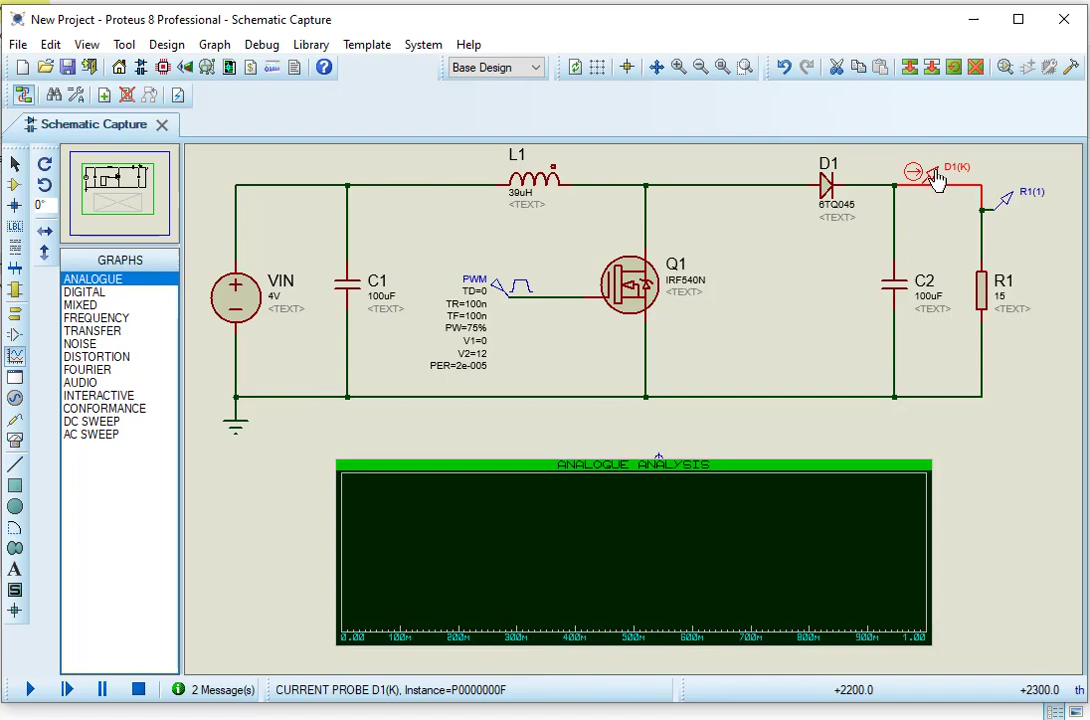 New Project - Proteus 8 Professional - Schematic Capture
File Edit View Tool Design Graph Debug Library Template System Help
Base Design
Schematic Capture
0°
LBL
A
S
GRAPHS
ANALOGUE
DIGITAL
MIXED
FREQUENCY
TRANSFER
NOISE
DISTORTION
FOURIER
AUDIO
INTERACTIVE
CONFORMANCE
DC SWEEP
AC SWEEP
L1
39uH
<TEXT>
D1
6TQ045
<TEXT>
D1(K)
R1(1)
VIN
4V
<TEXT>
C1
100uF
<TEXT>
PWM
TD=0
TR=100n
TF=100n
PW=75%
V1=0
V2=12
PER=2e-005
Q1
IRF540N
<TEXT>
C2
100uF
<TEXT>
R1
15
<TEXT>
ANALOGUE ANALYSIS
0.00 100m 200m 300m 400m 500m 600m 700m 800m 900m 1.00
2 Message(s) CURRENT PROBE D1(K), Instance=P0000000F +2200.0 +2300.0 th